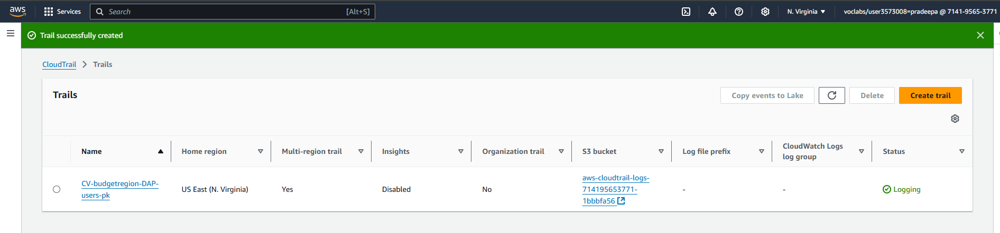 aws
Services
Search
[Alt+S]
N. Virginia
voclabs/user3573008=pradeepa @ 7141-9565-3771
Trail successfully created
CloudTrail
Trails
Trails
Copy events to Lake
Delete
Create trail
Name
Home region
Multi-region trail
Insights
Organization trail
S3 bucket
Log file prefix
CloudWatch Logs
log group
Status
CV-budgetregion-DAP-
users-pk
US East (N. Virginia)
Yes
Disabled
No
aws-cloudtrail-logs-
714195653771-
1bbbfa56
-
-
Logging